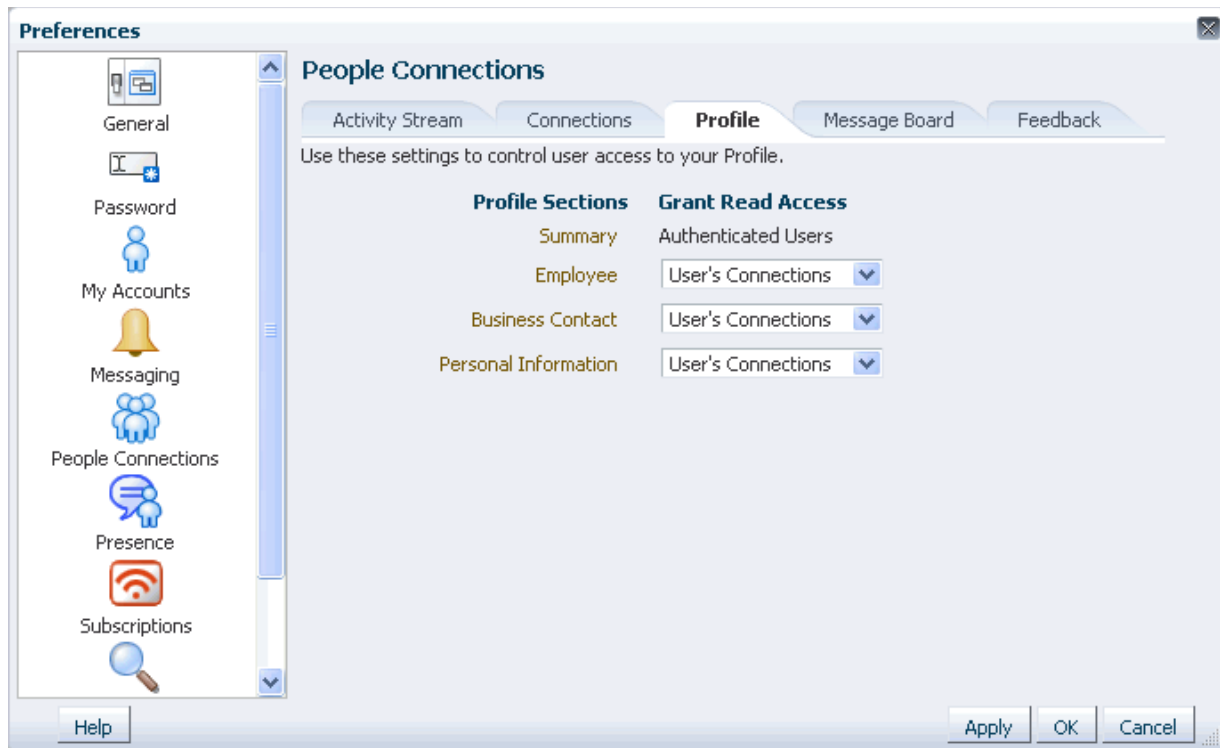 Preferences
General
Password
My Accounts
Messaging
People Connections
Presence
Subscriptions
People Connections
Activity Stream Connections Profile Message Board Feedback
Use these settings to control user access to your Profile.
Profile Sections Grant Read Access
Summary Authenticated Users
Employee User's Connections
Business Contact User's Connections
Personal Information User's Connections
Help Apply OK Cancel